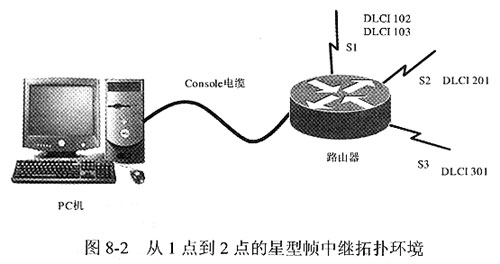 DLCI 102
DLCI 103
S1
Console电缆
S2 DLCI 201
路由器
S3
DLCI 301
PC机
图 8-2 从 1 点到 2 点的星型帧中继拓扑环境